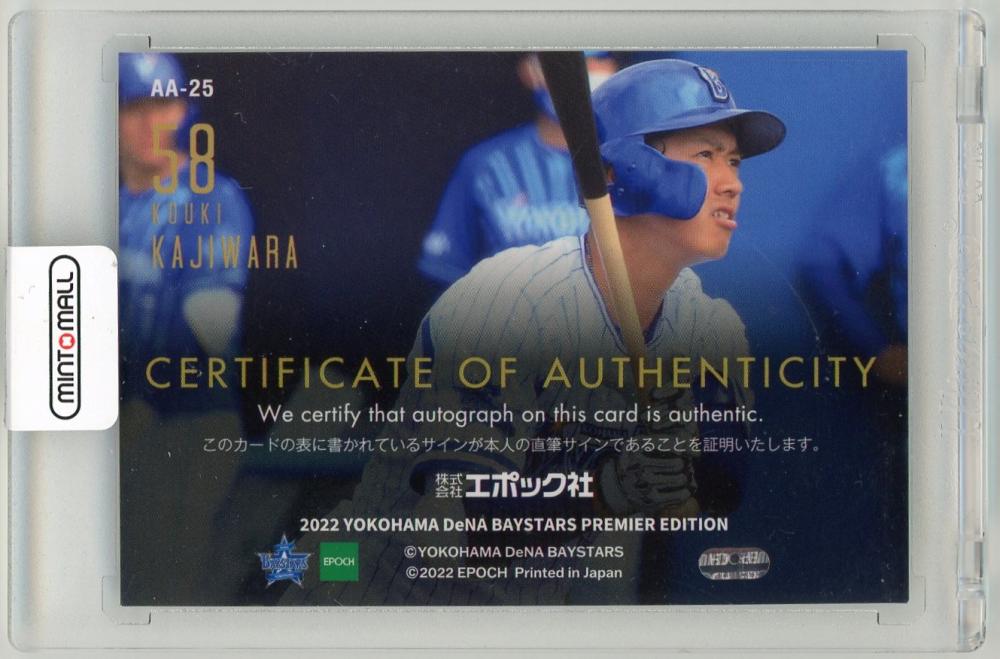 AA-25
58
KOUKI
KAJIWARA
MINT MALL
CERTIFICATE OF AUTHENTICITY
We certify that autograph on this card is authentic.
このカードの表に書かれているサインが本人の直筆サインであることを証明いたします。
株式会社エポック社
2022 YOKOHAMA DeNA BAYSTARS PREMIER EDITION
BAYSTARS
EPOCH
©YOKOHAMA DeNA BAYSTARS
©2022 EPOCH Printed in Japan